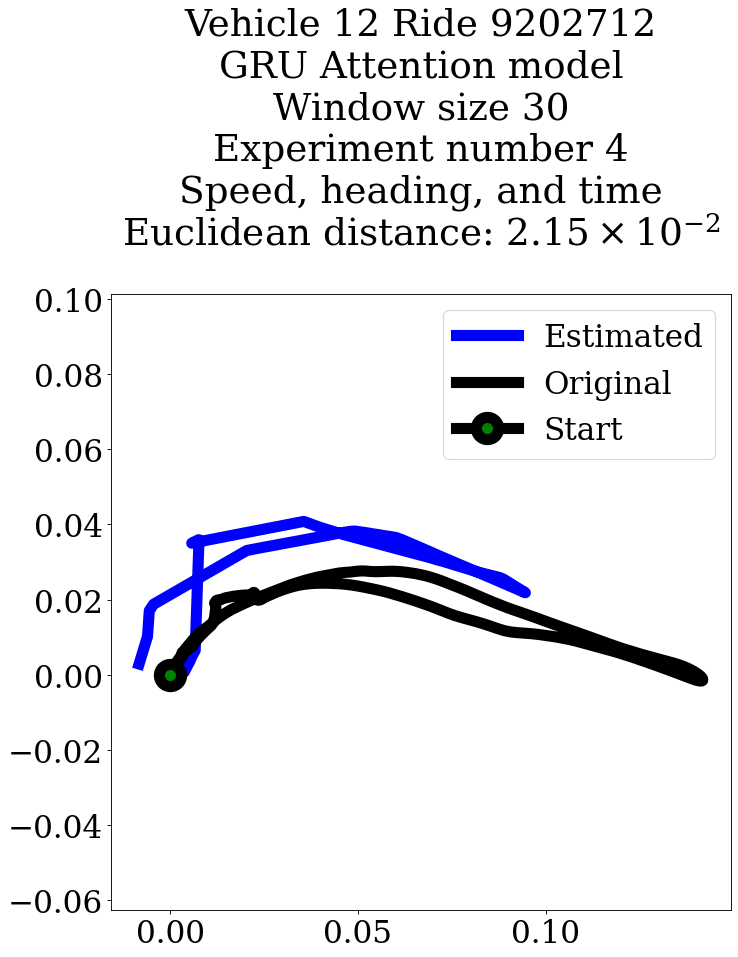 Vehicle 12 Ride 9202712
GRU Attention model
Window size 30
Experiment number 4
Speed, heading, and time
Euclidean distance: 2.15 × 10⁻²
Estimated
Original
Start
0.10
0.08
0.06
0.04
0.02
0.00
−0.02
−0.04
−0.06
0.00 0.05 0.10